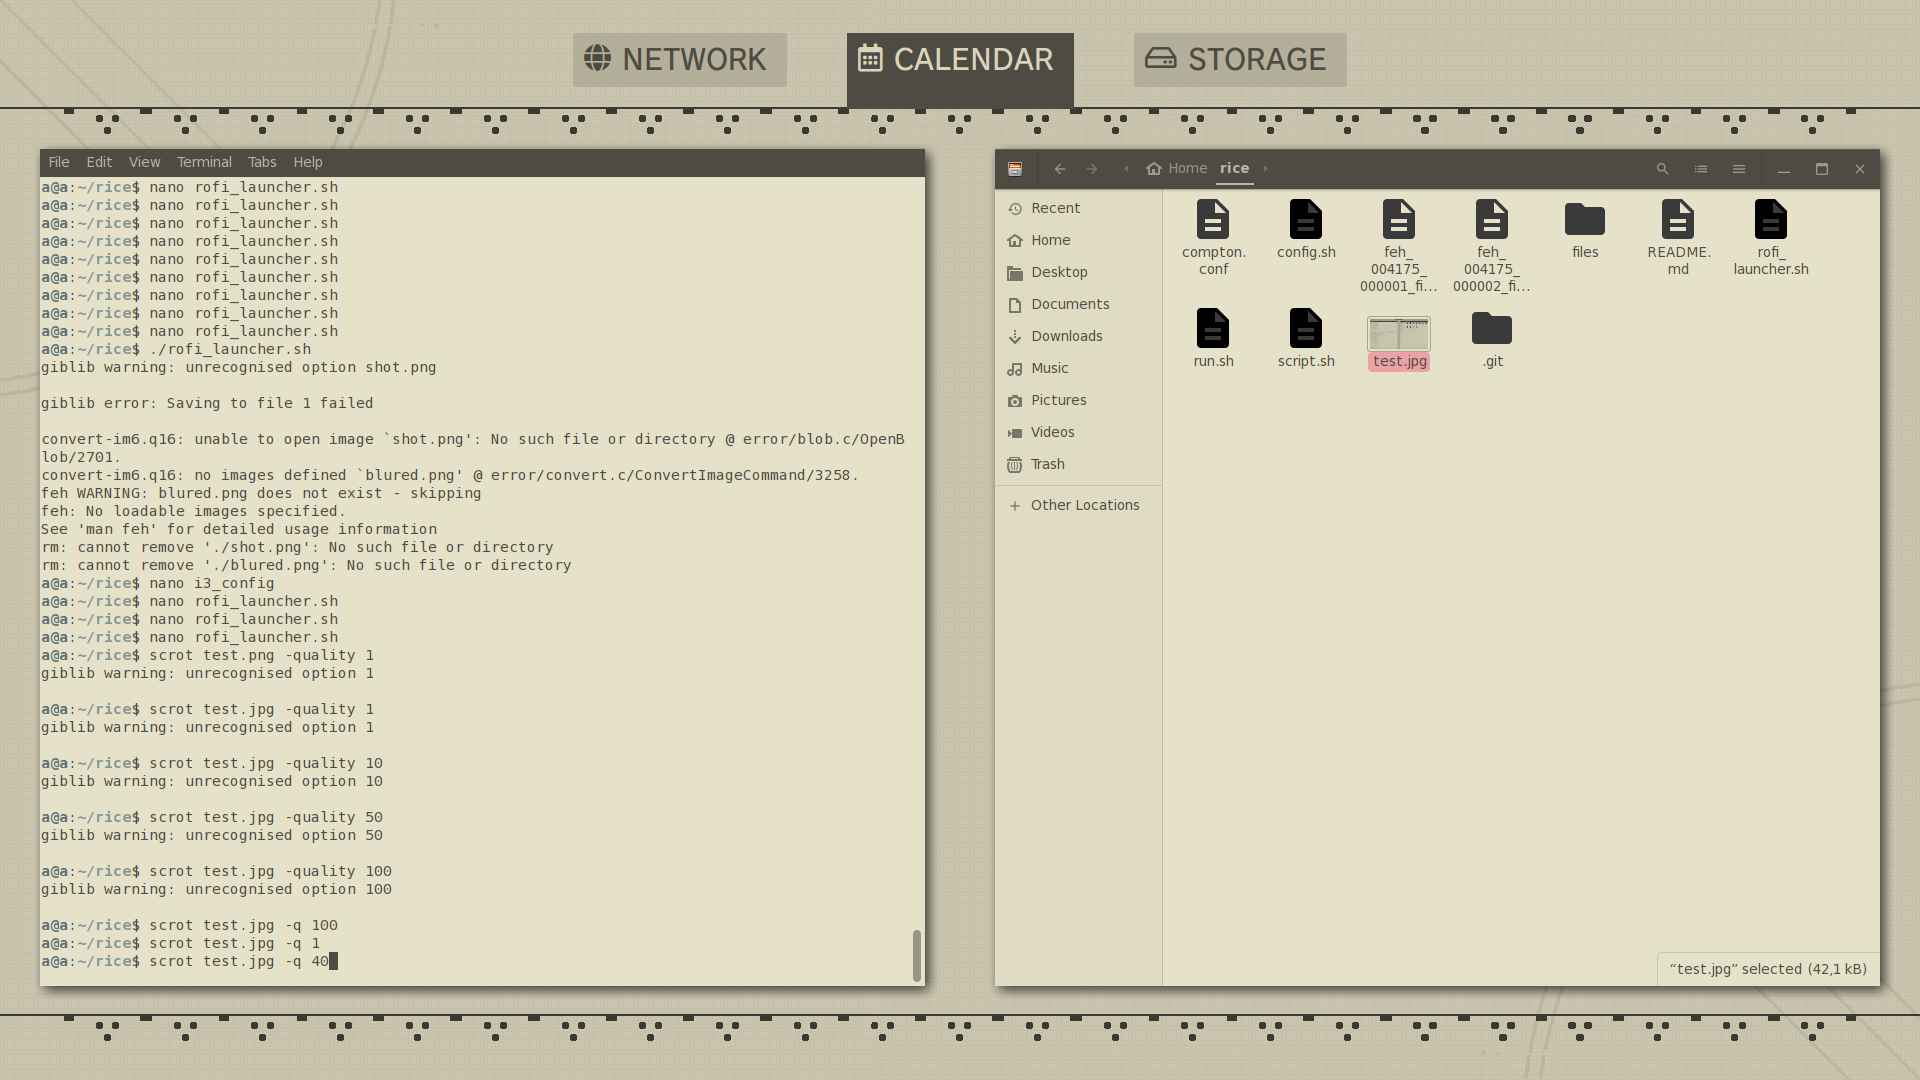 NETWORK
CALENDAR
STORAGE
File Edit View Terminal Tabs Help
a@a:~/rice$ nano rofi_launcher.sh
a@a:~/rice$ nano rofi_launcher.sh
a@a:~/rice$ nano rofi_launcher.sh
a@a:~/rice$ nano rofi_launcher.sh
a@a:~/rice$ nano rofi_launcher.sh
a@a:~/rice$ nano rofi_launcher.sh
a@a:~/rice$ nano rofi_launcher.sh
a@a:~/rice$ nano rofi_launcher.sh
a@a:~/rice$ nano rofi_launcher.sh
a@a:~/rice$ ./rofi_launcher.sh
giblib warning: unrecognised option shot.png
giblib error: Saving to file 1 failed
convert-im6.q16: unable to open image `shot.png': No such file or directory @ error/blob.c/OpenB
lob/2701.
convert-im6.q16: no images defined `blured.png' @ error/convert.c/ConvertImageCommand/3258.
feh WARNING: blured.png does not exist - skipping
feh: No loadable images specified.
See 'man feh' for detailed usage information
rm: cannot remove './shot.png': No such file or directory
rm: cannot remove './blured.png': No such file or directory
a@a:~/rice$ nano i3_config
a@a:~/rice$ nano rofi_launcher.sh
a@a:~/rice$ nano rofi_launcher.sh
a@a:~/rice$ nano rofi_launcher.sh
a@a:~/rice$ scrot test.png -quality 1
giblib warning: unrecognised option 1
a@a:~/rice$ scrot test.jpg -quality 1
giblib warning: unrecognised option 1
a@a:~/rice$ scrot test.jpg -quality 10
giblib warning: unrecognised option 10
a@a:~/rice$ scrot test.jpg -quality 50
giblib warning: unrecognised option 50
a@a:~/rice$ scrot test.jpg -quality 100
giblib warning: unrecognised option 100
a@a:~/rice$ scrot test.jpg -q 100
a@a:~/rice$ scrot test.jpg -q 1
a@a:~/rice$ scrot test.jpg -q 40
Home rice
Recent
Home
Desktop
Documents
Downloads
Music
Pictures
Videos
Trash
Other Locations
compton.
conf
config.sh
feh_
004175_
000001_fi...
feh_
004175_
000002_fi...
files
README.
md
rofi_
launcher.sh
run.sh
script.sh
test.jpg
.git
“test.jpg” selected (42,1 kB)